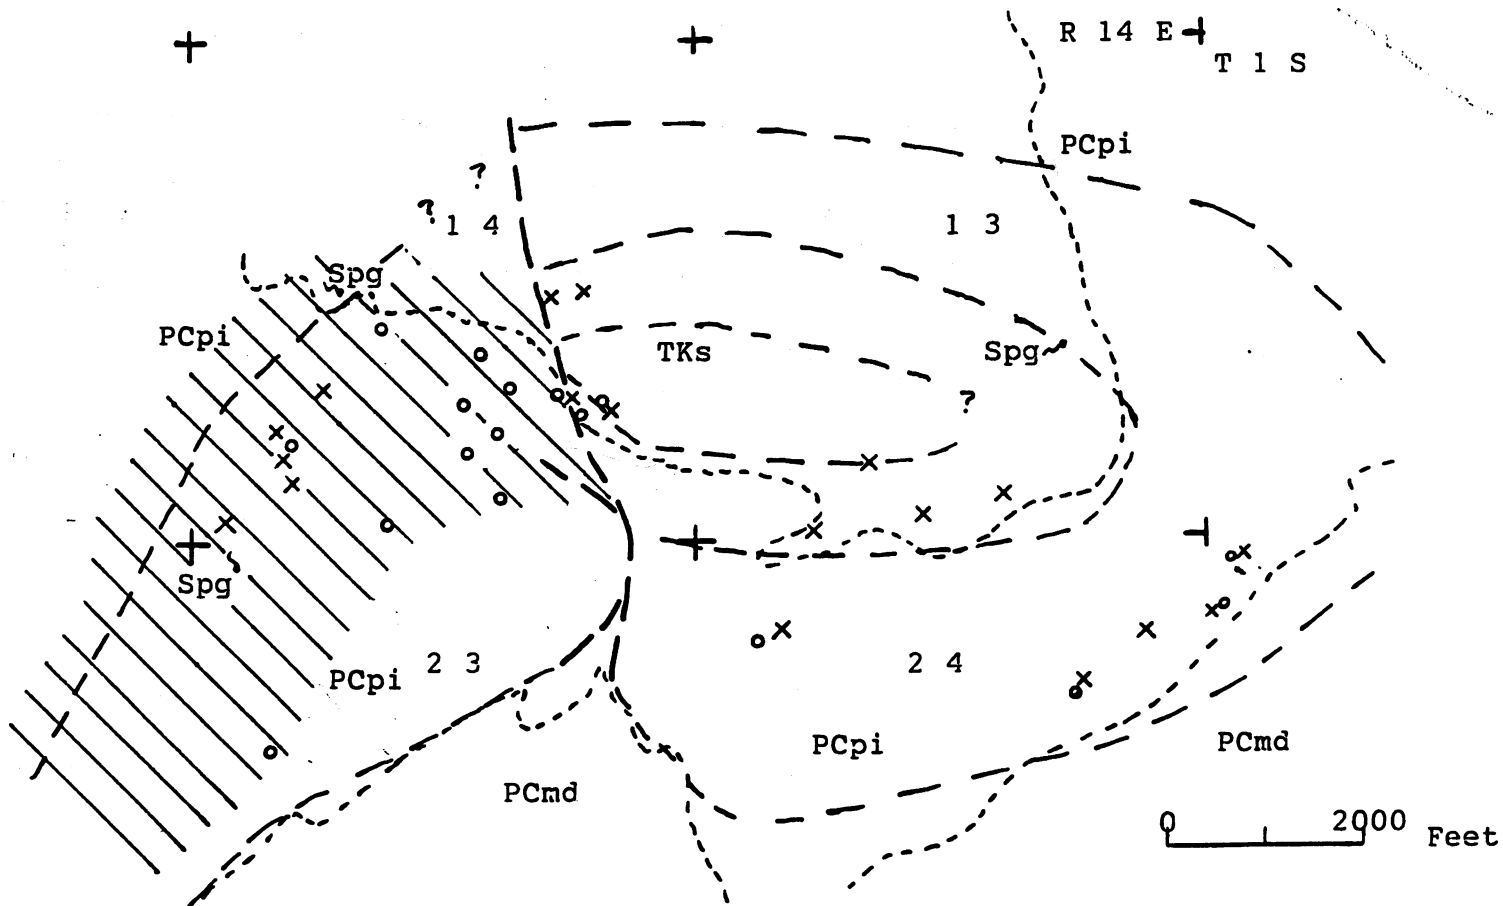 R 14 E
T 1 S
PCpi
?
?
1 4
1 3
Spg
PCpi
TKs
Spg
?
Spg
PCpi
2 3
2 4
PCpi
PCmd
PCmd
0
2000
Feet